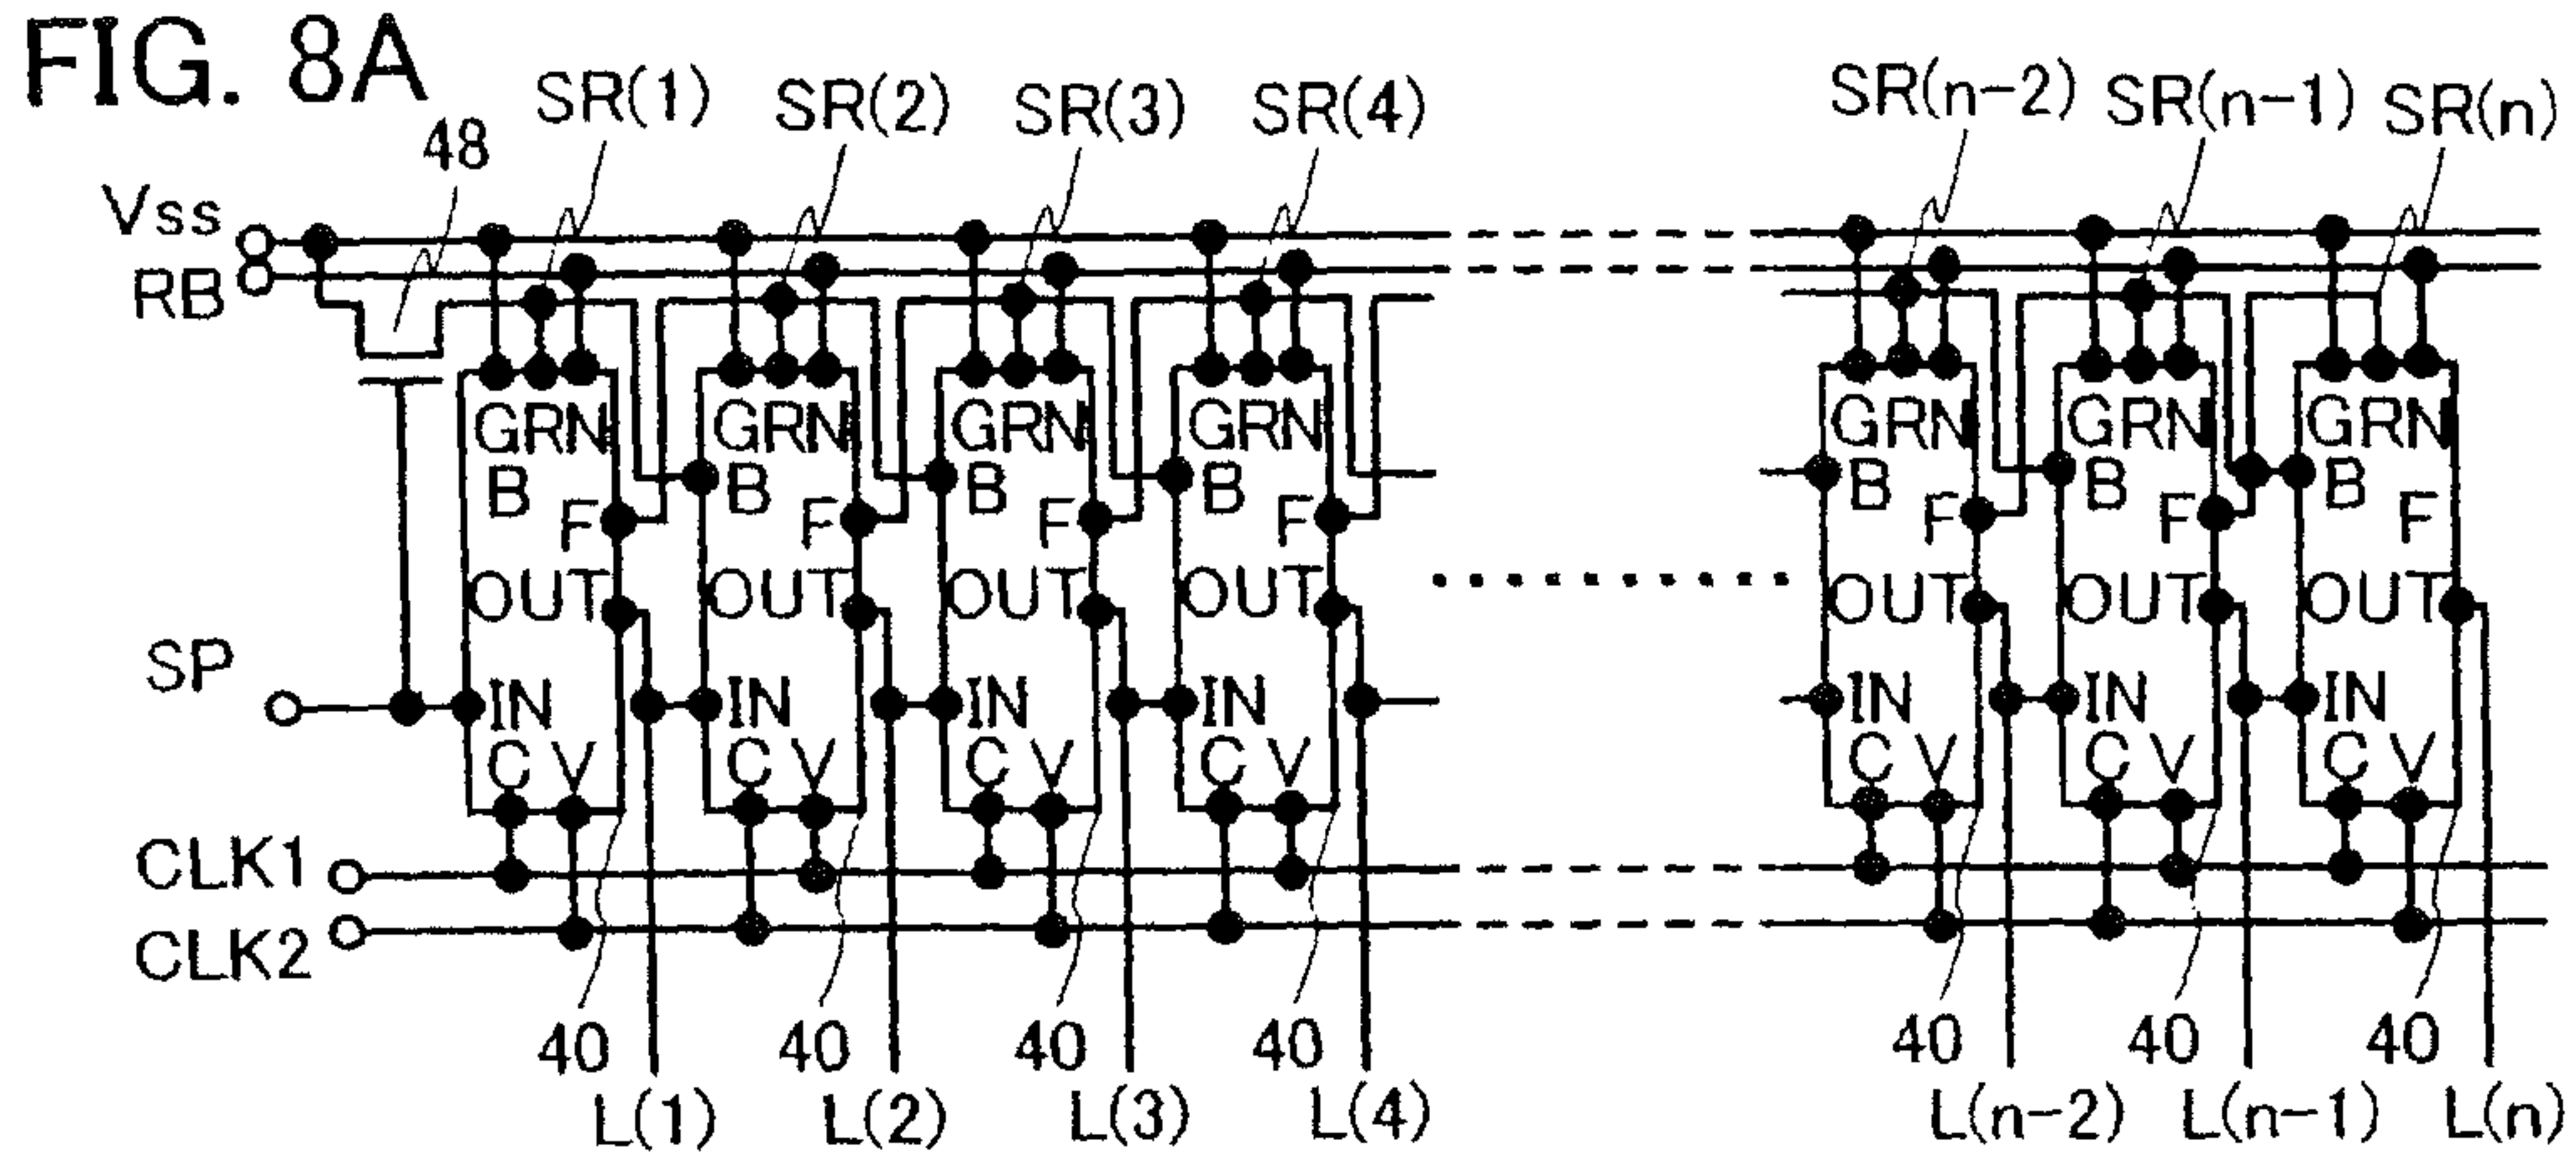 FIG. 8A
SR(1) SR(2) SR(3) SR(4) SR(n-2) SR(n-1) SR(n)
48
Vss
RB
GRN GRN GRN GRN GRN GRN GRN
B B B B B B B
F F F F F F F
OUT OUT OUT OUT OUT OUT OUT
SP
IN IN IN IN IN IN IN
C V C V C V C V C V C V C V
CLK1
CLK2
40 40 40 40 40 40 40
L(1) L(2) L(3) L(4) L(n-2) L(n-1) L(n)